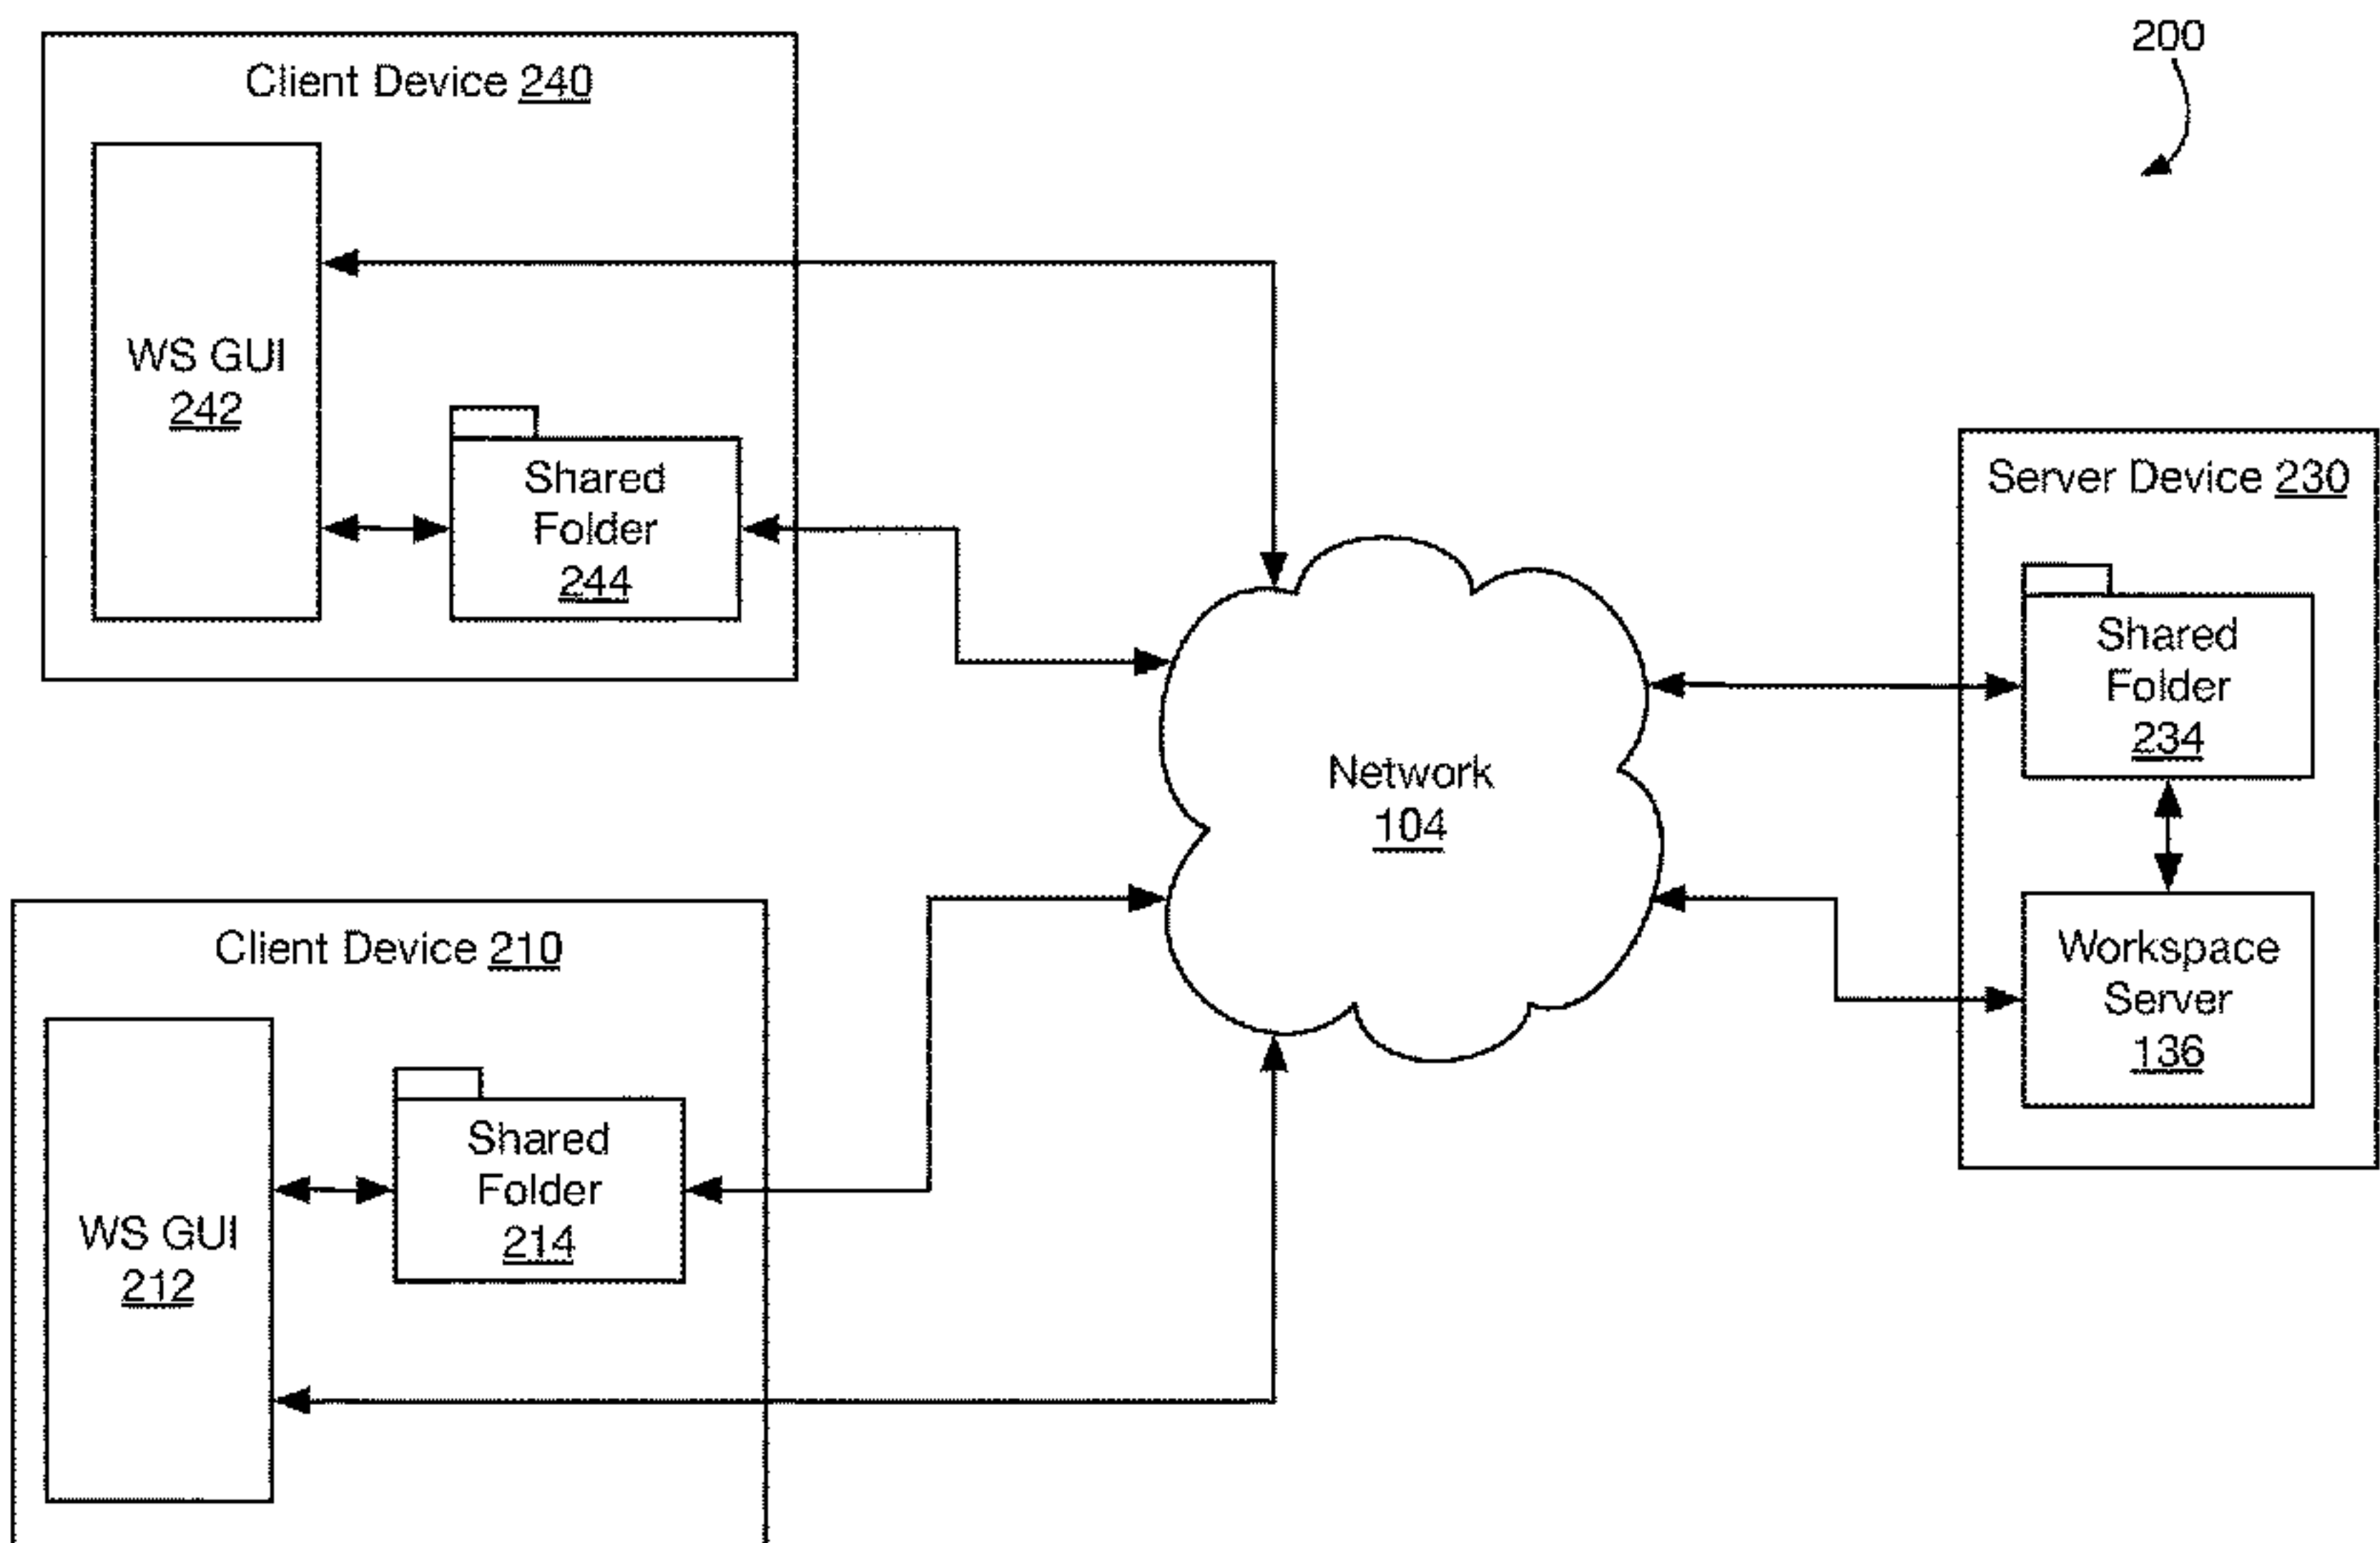 200
Client Device 240
WS GUI
242
Shared
Folder
244
Server Device 230
Shared
Folder
234
Network
104
Workspace
Server
136
Client Device 210
Shared
Folder
214
WS GUI
212